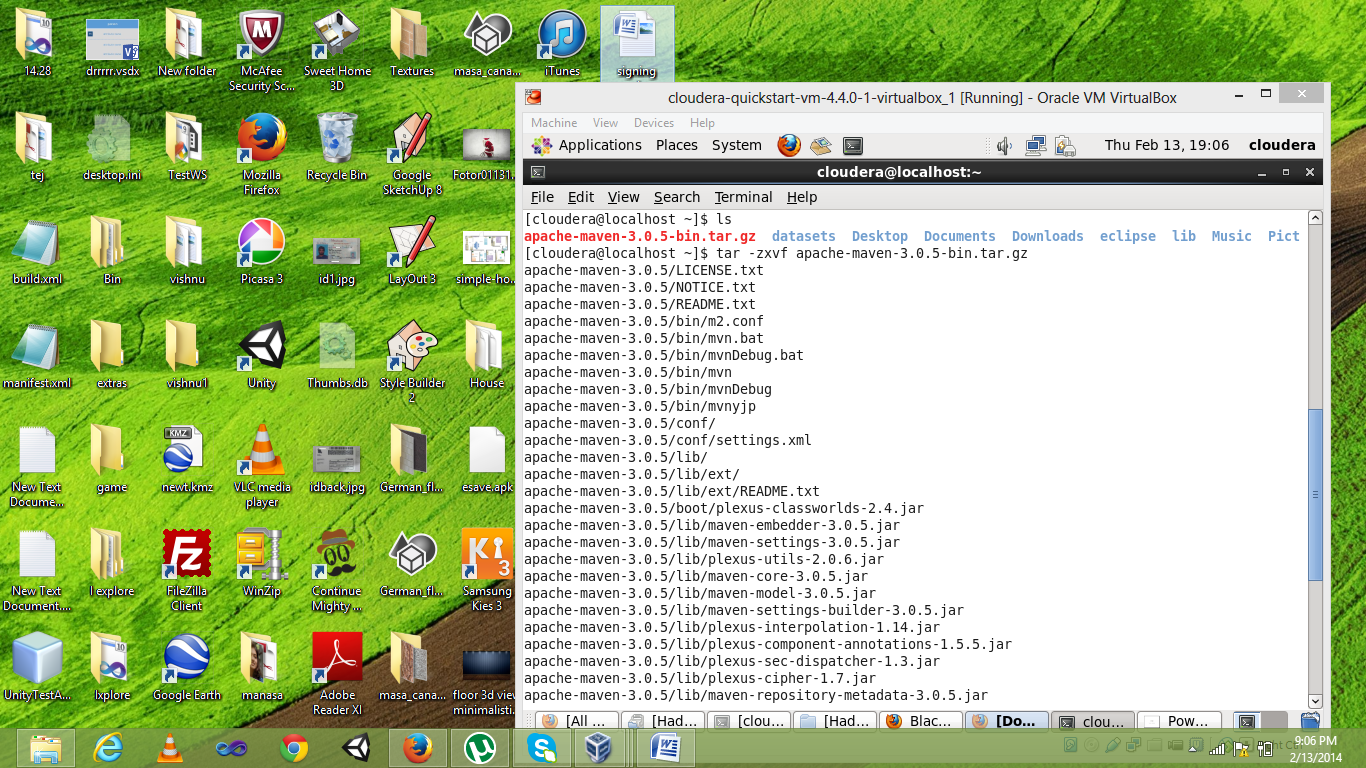 14.28
drrrrr.vsdx
New folder
McAfee
Security Sc...
Sweet Home
3D
Textures
masa_cana...
iTunes
signing
tej
desktop.ini
TestWS
Mozilla
Firefox
Recycle Bin
Google
SketchUp 8
Fotor01131.
build.xml
Bin
vishnu
Picasa 3
id1.jpg
LayOut 3
simple-ho...
manifest.xml
extras
vishnu1
Unity
Thumbs.db
Style Builder
2
House
New Text
Docume...
game
newt.kmz
KMZ
VLC media
player
idback.jpg
German_fl...
esave.apk
New Text
Document....
I explore
FileZilla
Client
WinZip
Continue
Mighty ...
German_fl...
Samsung
Kies 3
UnityTestA...
Ixplore
Google Earth
manasa
Adobe
Reader XI
masa_cana...
floor 3d view
minimalisti...
cloudera-quickstart-vm-4.4.0-1-virtualbox_1 [Running] - Oracle VM VirtualBox
Machine View Devices Help
Applications Places System Thu Feb 13, 19:06 cloudera
cloudera@localhost:~
File Edit View Search Terminal Help
[cloudera@localhost ~]$ ls
apache-maven-3.0.5-bin.tar.gz datasets Desktop Documents Downloads eclipse lib Music Pict
[cloudera@localhost ~]$ tar -zxvf apache-maven-3.0.5-bin.tar.gz
apache-maven-3.0.5/LICENSE.txt
apache-maven-3.0.5/NOTICE.txt
apache-maven-3.0.5/README.txt
apache-maven-3.0.5/bin/m2.conf
apache-maven-3.0.5/bin/mvn.bat
apache-maven-3.0.5/bin/mvnDebug.bat
apache-maven-3.0.5/bin/mvn
apache-maven-3.0.5/bin/mvnDebug
apache-maven-3.0.5/bin/mvnyjp
apache-maven-3.0.5/conf/
apache-maven-3.0.5/conf/settings.xml
apache-maven-3.0.5/lib/
apache-maven-3.0.5/lib/ext/
apache-maven-3.0.5/lib/ext/README.txt
apache-maven-3.0.5/boot/plexus-classworlds-2.4.jar
apache-maven-3.0.5/lib/maven-embedder-3.0.5.jar
apache-maven-3.0.5/lib/maven-settings-3.0.5.jar
apache-maven-3.0.5/lib/plexus-utils-2.0.6.jar
apache-maven-3.0.5/lib/maven-core-3.0.5.jar
apache-maven-3.0.5/lib/maven-model-3.0.5.jar
apache-maven-3.0.5/lib/maven-settings-builder-3.0.5.jar
apache-maven-3.0.5/lib/plexus-interpolation-1.14.jar
apache-maven-3.0.5/lib/plexus-component-annotations-1.5.5.jar
apache-maven-3.0.5/lib/plexus-sec-dispatcher-1.3.jar
apache-maven-3.0.5/lib/plexus-cipher-1.7.jar
apache-maven-3.0.5/lib/maven-repository-metadata-3.0.5.jar
[All ... [Had... [clou... [Had... Blac... [Do... clou... Pow...
9:06 PM
2/13/2014